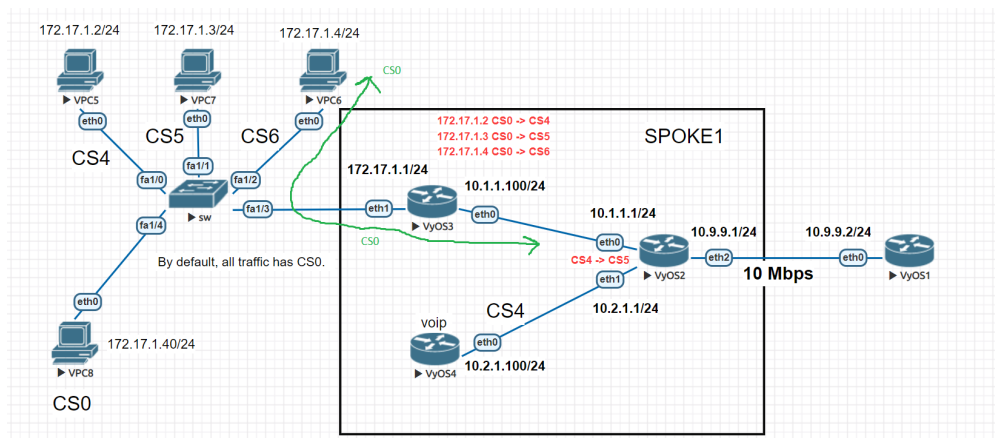 172.17.1.2/24
172.17.1.3/24
172.17.1.4/24
CS0
VPC5
VPC7
VPC6
eth0
eth0
eth0
CS4
CS5
CS6
fa1/0
fa1/1
fa1/2
sw
fa1/3
fa1/4
By default, all traffic has CS0.
eth0
172.17.1.40/24
VPC8
CS0
172.17.1.2 CS0 -> CS4
172.17.1.3 CS0 -> CS5
172.17.1.4 CS0 -> CS6
SPOKE1
172.17.1.1/24
10.1.1.100/24
eth1
eth0
VyOS3
CS0
10.1.1.1/24
eth0
CS4 -> CS5
10.9.9.1/24
10.9.9.2/24
VyOS2
eth2
10 Mbps
eth0
VyOS1
eth1
10.2.1.1/24
CS4
voip
eth0
VyOS4
10.2.1.100/24